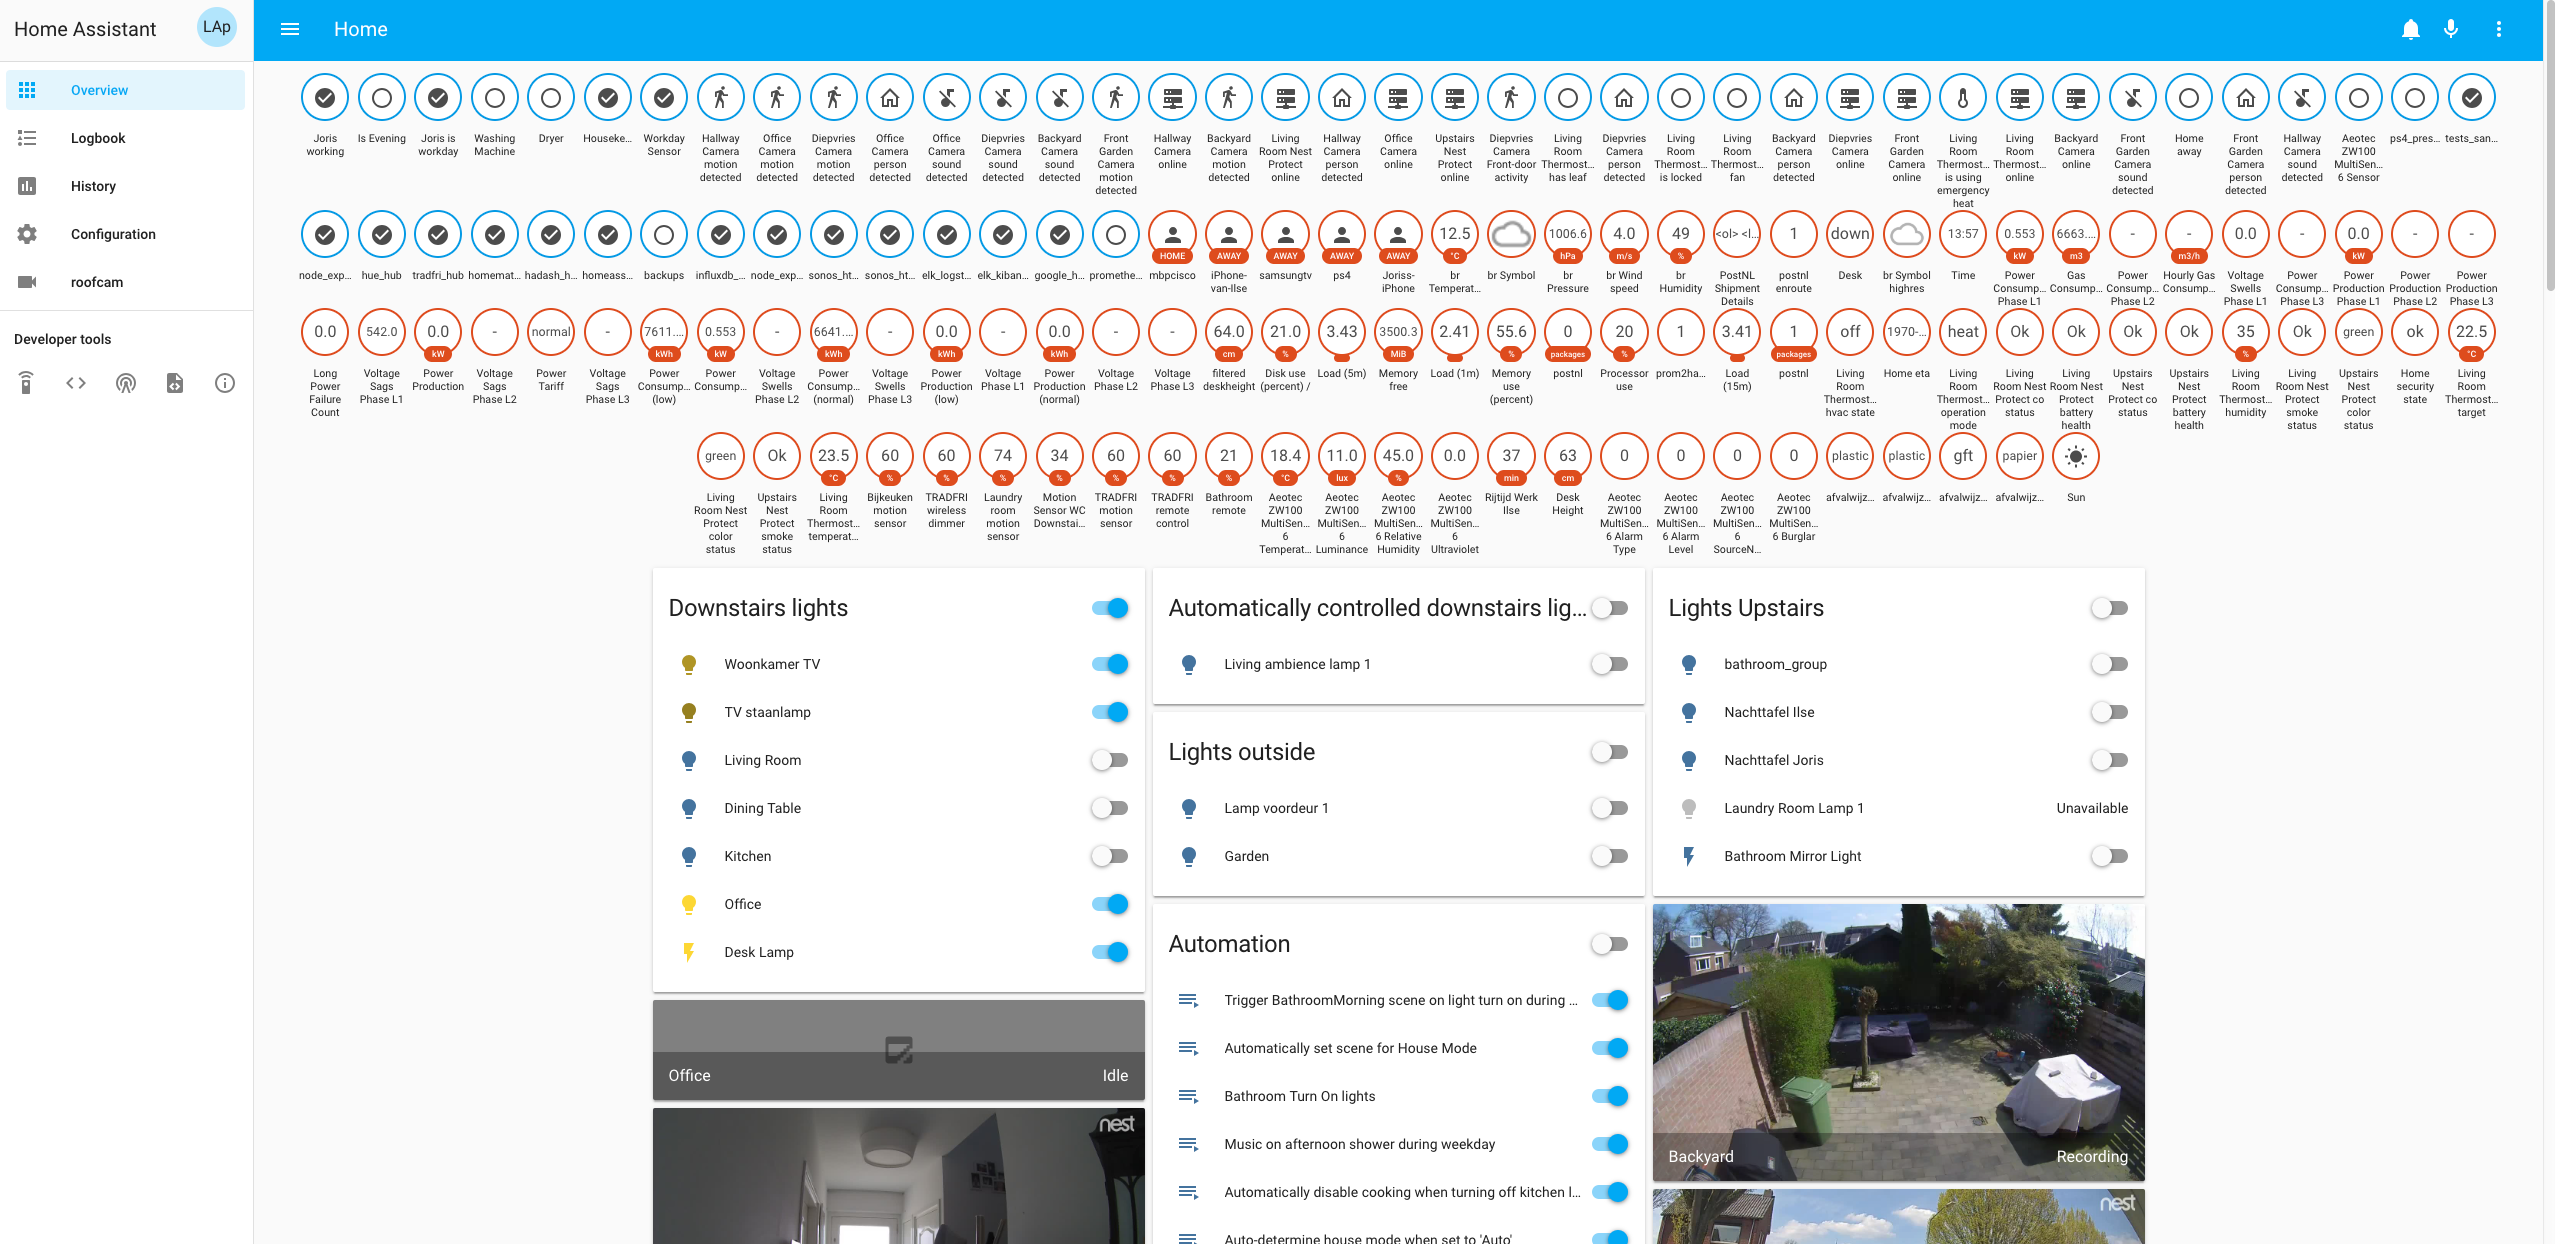 Home Assistant
LAp
Home
Overview
Logbook
History
Configuration
roofcam
Developer tools
Joris working
Is Evening
Joris is workday
Washing Machine
Dryer
Houseke...
Workday Sensor
Hallway Camera motion detected
Office Camera motion detected
Diepvries Camera motion detected
Office Camera person detected
Office Camera sound detected
Diepvries Camera sound detected
Backyard Camera sound detected
Front Garden Camera motion detected
Hallway Camera online
Backyard Camera motion detected
Living Room Nest Protect online
Hallway Camera person detected
Office Camera online
Upstairs Nest Protect online
Diepvries Camera Front-door activity
Living Room Thermost... has leaf
Diepvries Camera person detected
Living Room Thermost... is locked
Living Room Thermost... fan
Backyard Camera person detected
Diepvries Camera online
Front Garden Camera online
Living Room Thermost... is using emergency heat
Living Room Thermost... online
Backyard Camera online
Front Garden Camera sound detected
Home away
Front Garden Camera person detected
Hallway Camera sound detected
Aeotec ZW100 MultiSen... 6 Sensor
ps4_pres...
tests_san...
node_exp...
hue_hub
tradfri_hub
homemat...
hadash_h...
homeass...
backups
influxdb_...
node_exp...
sonos_ht...
sonos_ht...
elk_logst...
elk_kiban...
google_h...
promethe...
HOME mbpcisco
AWAY iPhone-van-Ilse
AWAY samsungtv
AWAY ps4
AWAY Joriss-iPhone
12.5 °C br Temperat...
br Symbol
1006.6 hPa br Pressure
4.0 m/s br Wind speed
49 % br Humidity
<ol> <l... PostNL Shipment Details
1 postnl enroute
down Desk
br Symbol highres
13:57 Time
0.553 kW Power Consump... Phase L1
6663.... m3 Gas Consump...
- Power Consump... Phase L2
- m3/h Hourly Gas Consump...
0.0 Voltage Swells Phase L1
- Power Consump... Phase L3
0.0 kW Power Production Phase L1
- Power Production Phase L2
- Power Production Phase L3
0.0 Long Power Failure Count
542.0 Voltage Sags Phase L1
0.0 kW Power Production
- Voltage Sags Phase L2
normal Power Tariff
- Voltage Sags Phase L3
7611.... kWh Power Consump... (low)
0.553 kW Power Consump...
- Voltage Swells Phase L2
6641.... kWh Power Consump... (normal)
- Voltage Swells Phase L3
0.0 kWh Power Production (low)
- Voltage Phase L1
0.0 kWh Power Production (normal)
- Voltage Phase L2
- Voltage Phase L3
64.0 cm filtered deskheight
21.0 % Disk use (percent) /
3.43 Load (5m)
3500.3 MiB Memory free
2.41 Load (1m)
55.6 % Memory use (percent)
0 packages postnl
20 % Processor use
1 prom2ha...
3.41 Load (15m)
1 packages postnl
off Living Room Thermost... hvac state
1970-... Home eta
heat Living Room Thermost... operation mode
Ok Living Room Nest Protect co status
Ok Living Room Nest Protect battery health
Ok Upstairs Nest Protect co status
Ok Upstairs Nest Protect battery health
35 % Living Room Thermost... humidity
Ok Living Room Nest Protect smoke status
green Upstairs Nest Protect color status
ok Home security state
22.5 °C Living Room Thermost... target
green Living Room Nest Protect color status
Ok Upstairs Nest Protect smoke status
23.5 °C Living Room Thermost... temperat...
60 % Bijkeuken motion sensor
60 % TRADFRI wireless dimmer
74 % Laundry room motion sensor
34 % Motion Sensor WC Downstai...
60 % TRADFRI motion sensor
60 % TRADFRI remote control
21 % Bathroom remote
18.4 °C Aeotec ZW100 MultiSen... 6 Temperat...
11.0 lux Aeotec ZW100 MultiSen... 6 Luminance
45.0 % Aeotec ZW100 MultiSen... 6 Relative Humidity
0.0 Aeotec ZW100 MultiSen... 6 Ultraviolet
37 min Rijtijd Werk Ilse
63 cm Desk Height
0 Aeotec ZW100 MultiSen... 6 Alarm Type
0 Aeotec ZW100 MultiSen... 6 Alarm Level
0 Aeotec ZW100 MultiSen... 6 SourceN...
0 Aeotec ZW100 MultiSen... 6 Burglar
plastic afvalwijz...
plastic afvalwijz...
gft afvalwijz...
papier afvalwijz...
Sun
Downstairs lights
Woonkamer TV
TV staanlamp
Living Room
Dining Table
Kitchen
Office
Desk Lamp
Office Idle
nest
Automatically controlled downstairs lig...
Living ambience lamp 1
Lights outside
Lamp voordeur 1
Garden
Automation
Trigger BathroomMorning scene on light turn on during ...
Automatically set scene for House Mode
Bathroom Turn On lights
Music on afternoon shower during weekday
Automatically disable cooking when turning off kitchen l...
Auto-determine house mode when set to 'Auto'
Lights Upstairs
bathroom_group
Nachttafel Ilse
Nachttafel Joris
Laundry Room Lamp 1 Unavailable
Bathroom Mirror Light
Backyard Recording
nest